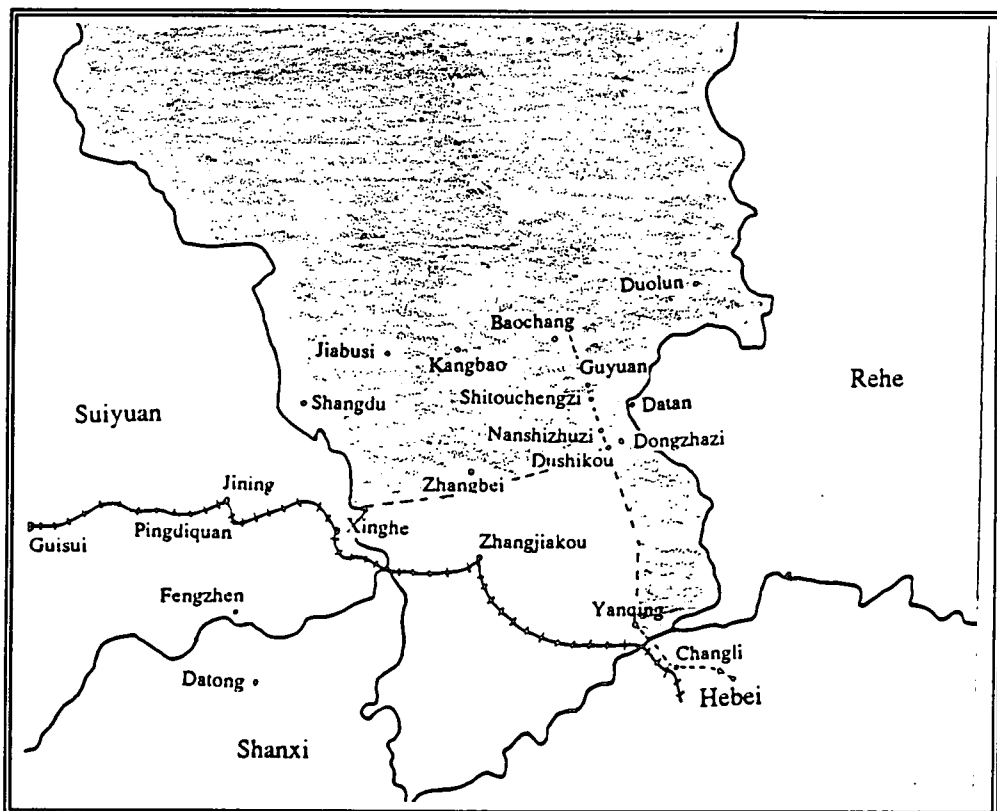 Duolun
Baochang
Jiabusi
Kangbao
Guyuan
Rehe
Shitouchengzi
Datan
Shangdu
Suiyuan
Nanshizhuzi
Dongzhazi
Dushikou
Zhangbei
Jining
Pingdiquan
Xinghe
Guisui
Zhangjiakou
Fengzhen
Yanqing
Changli
Datong
Hebei
Shanxi